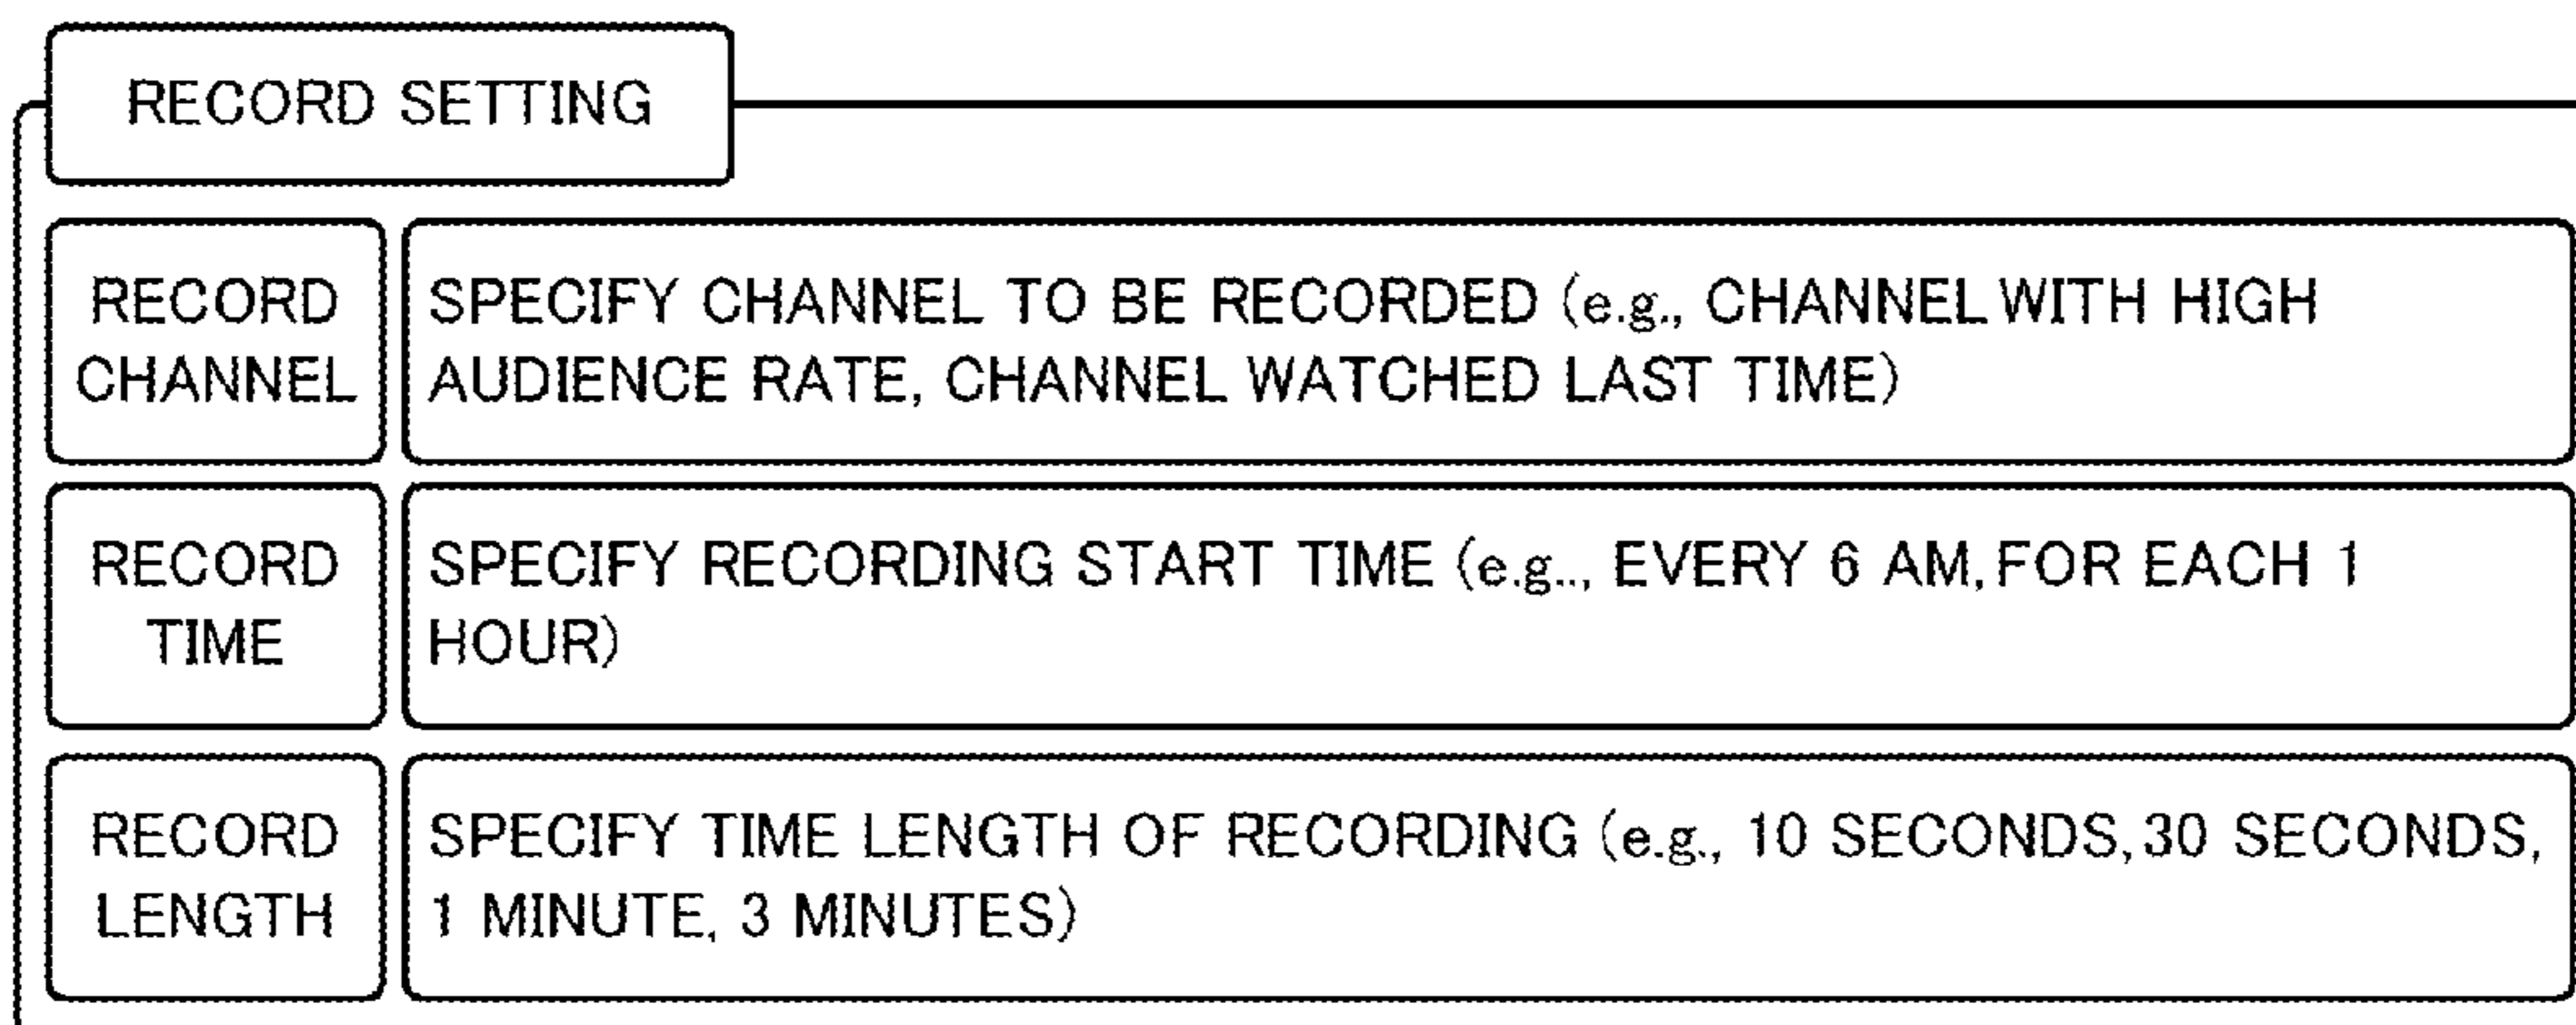 RECORD SETTING
RECORD
CHANNEL
SPECIFY CHANNEL TO BE RECORDED (e.g., CHANNEL WITH HIGH
AUDIENCE RATE, CHANNEL WATCHED LAST TIME)
RECORD
TIME
SPECIFY RECORDING START TIME (e.g.., EVERY 6 AM, FOR EACH 1
HOUR)
RECORD
LENGTH
SPECIFY TIME LENGTH OF RECORDING (e.g., 10 SECONDS, 30 SECONDS,
1 MINUTE, 3 MINUTES)